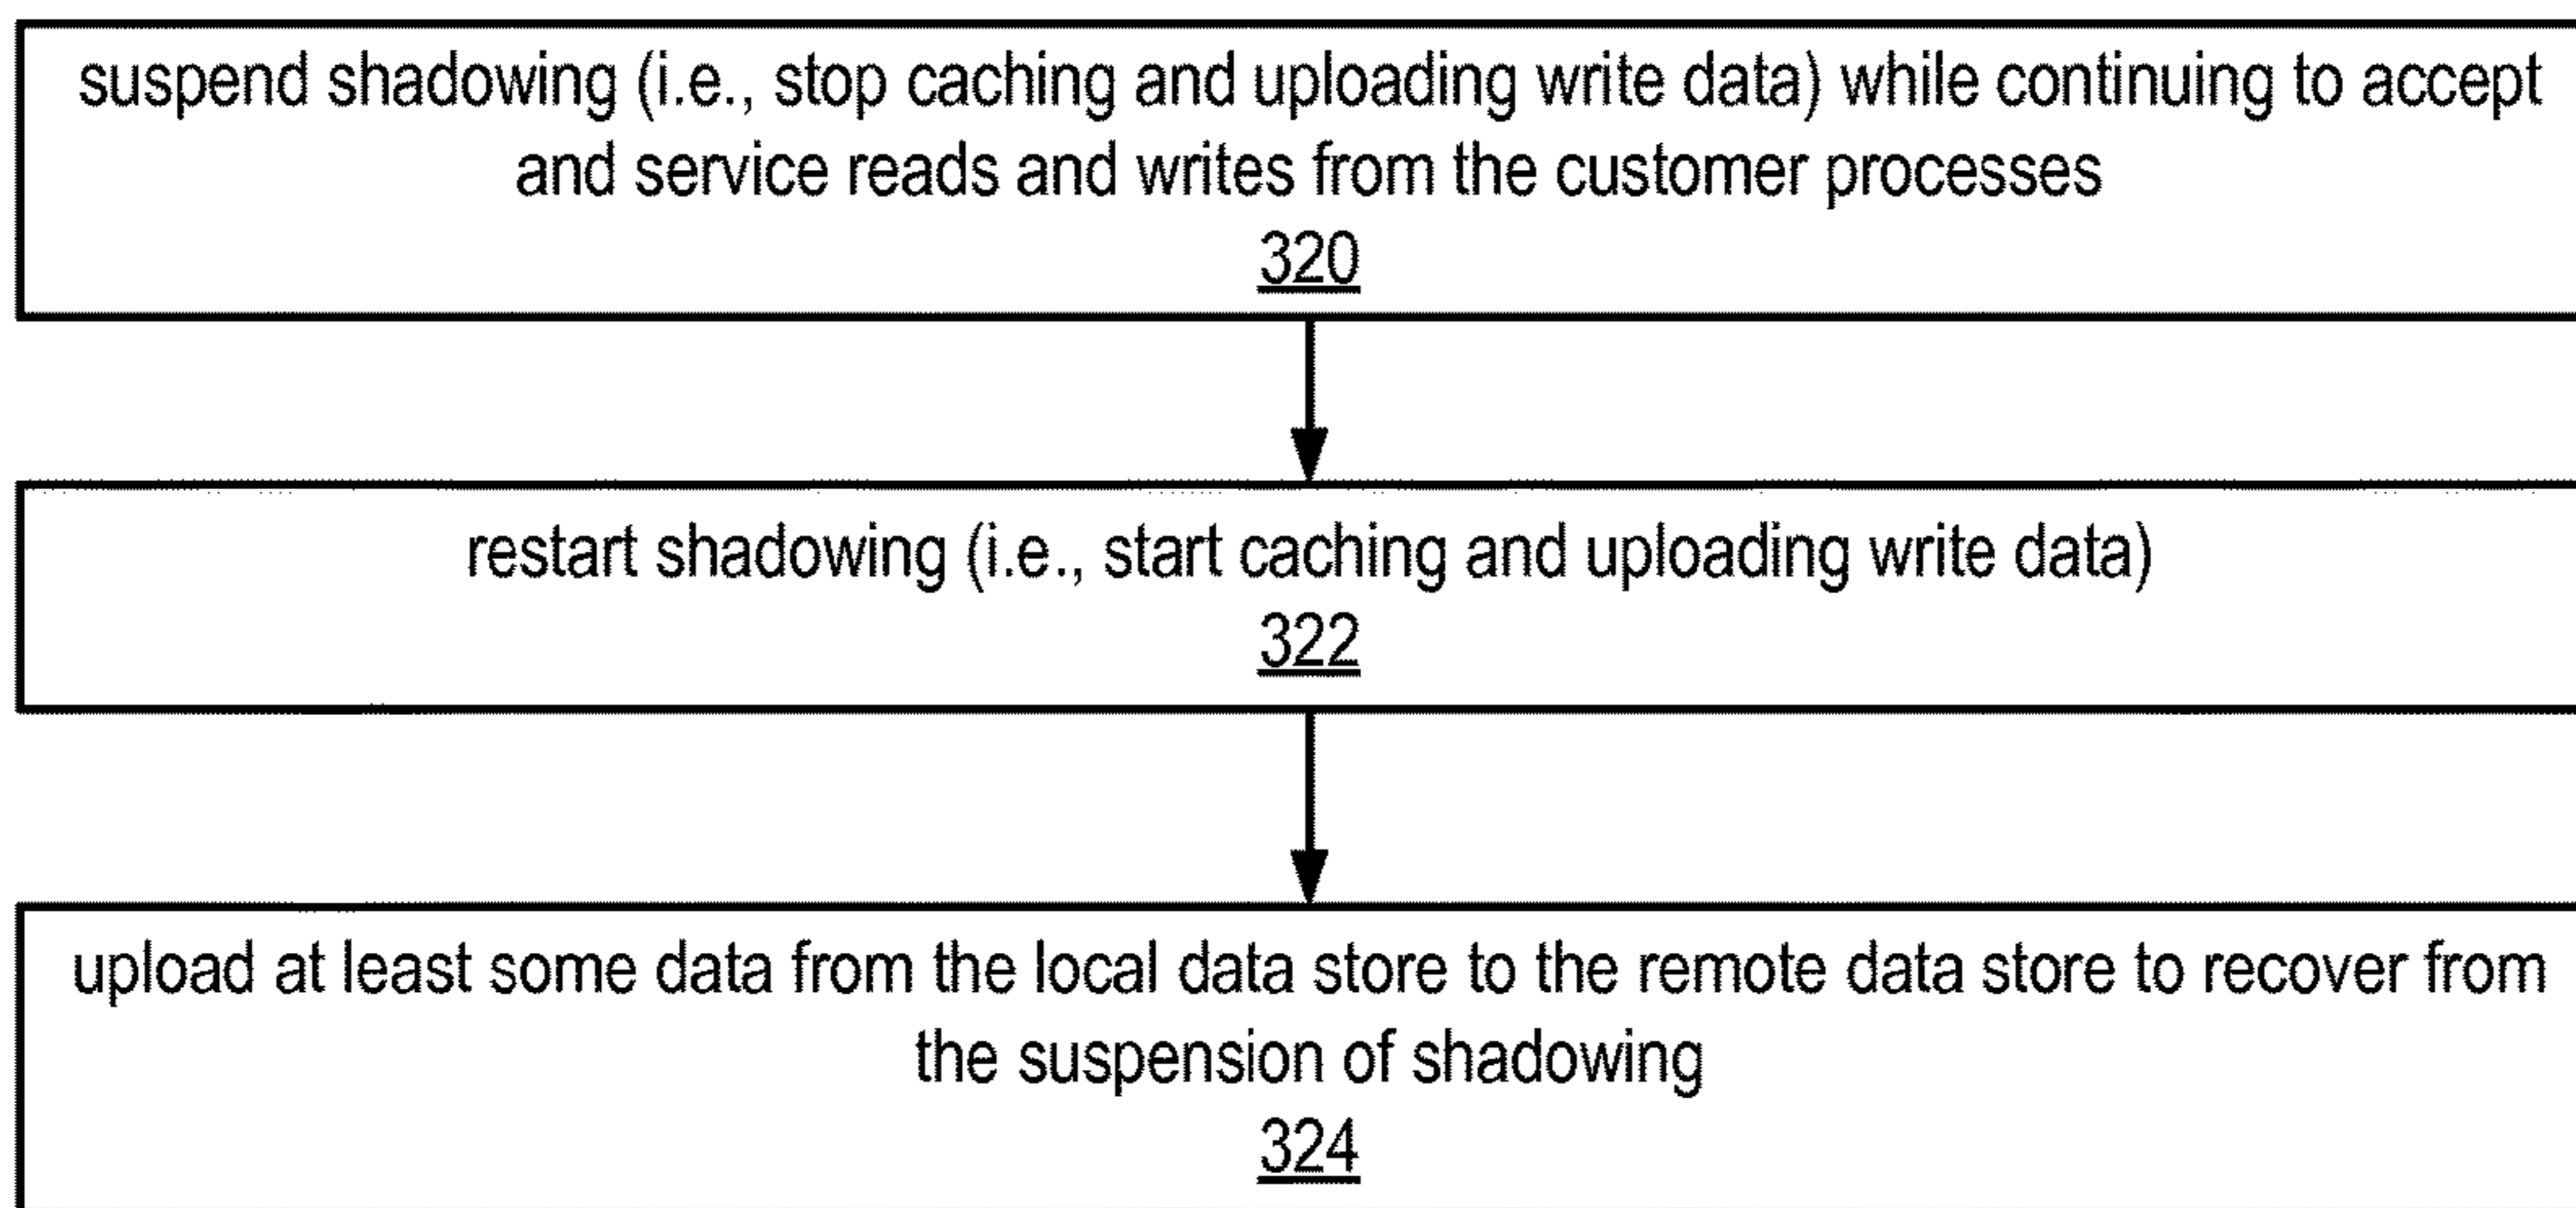 suspend shadowing (i.e., stop caching and uploading write data) while continuing to accept
and service reads and writes from the customer processes
320
restart shadowing (i.e., start caching and uploading write data)
322
upload at least some data from the local data store to the remote data store to recover from
the suspension of shadowing
324